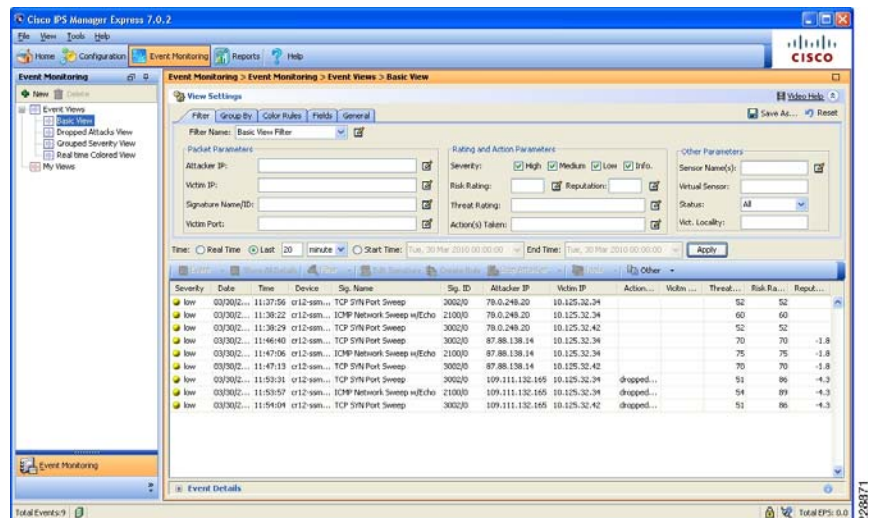 Cisco IPS Manager Express 7.0.2
File View Tools Help
Home Configuration Event Monitoring Reports Help
CISCO
Event Monitoring
New Delete
Event Views
Basic View
Dropped Attacks View
Grouped Severity View
Real time Colored View
My Views
Event Monitoring > Event Monitoring > Event Views > Basic View
View Settings Video Help
Filter Group By Color Rules Fields General Save As... Reset
Filter Name: Basic View Filter
Packet Parameters Rating and Action Parameters Other Parameters
Attacker IP: Severity: High Medium Low Info. Sensor Name(s):
Victim IP: Risk Rating: Reputation: Virtual Sensor:
Signature Name/ID: Threat Rating: Status: All
Victim Port: Action(s) Taken: Vict. Locality:
Time: Real Time Last 20 minute Start Time: Tue, 30 Mar 2010 00:00:00 End Time: Tue, 30 Mar 2010 00:00:00 Apply
Event Show All Details Filter Edit Signature Create Rule Stop Attacker Tools Other
Severity Date Time Device Sig. Name Sig. ID Attacker IP Victim IP Action... Victim ... Threat... Risk Ra... Reput...
low 03/30/2... 11:37:56 cr12-ssm... TCP SYN Port Sweep 3002/0 78.0.248.20 10.125.32.34 52 52
low 03/30/2... 11:38:22 cr12-ssm... ICMP Network Sweep w/Echo 2100/0 78.0.248.20 10.125.32.34 60 60
low 03/30/2... 11:38:29 cr12-ssm... TCP SYN Port Sweep 3002/0 78.0.248.20 10.125.32.42 52 52
low 03/30/2... 11:46:40 cr12-ssm... TCP SYN Port Sweep 3002/0 87.88.138.14 10.125.32.34 70 70 -1.8
low 03/30/2... 11:47:06 cr12-ssm... ICMP Network Sweep w/Echo 2100/0 87.88.138.14 10.125.32.34 75 75 -1.8
low 03/30/2... 11:47:13 cr12-ssm... TCP SYN Port Sweep 3002/0 87.88.138.14 10.125.32.42 70 70 -1.8
low 03/30/2... 11:53:31 cr12-ssm... TCP SYN Port Sweep 3002/0 109.111.132.165 10.125.32.34 dropped... 51 86 -4.3
low 03/30/2... 11:53:57 cr12-ssm... ICMP Network Sweep w/Echo 2100/0 109.111.132.165 10.125.32.34 dropped... 54 89 -4.3
low 03/30/2... 11:54:04 cr12-ssm... TCP SYN Port Sweep 3002/0 109.111.132.165 10.125.32.42 dropped... 51 86 -4.3
Event Monitoring
Event Details
Total Events:9 Total EPS: 0.0
228871